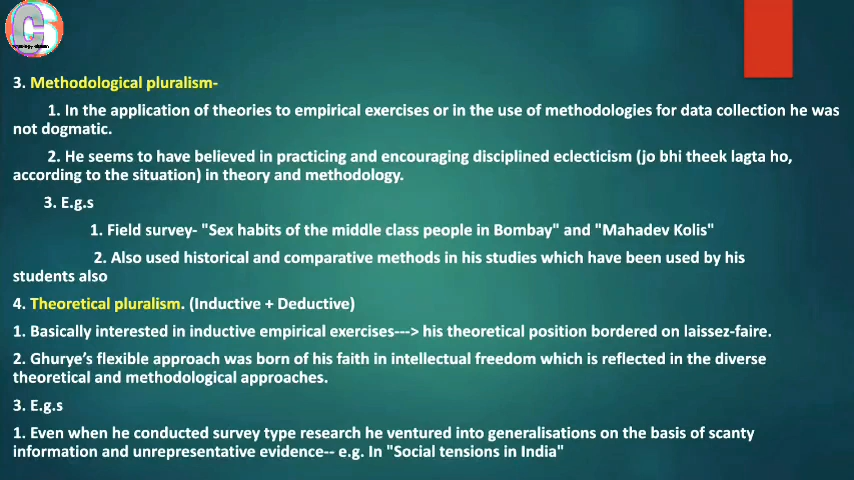 3. Methodological pluralism-
1. In the application of theories to empirical exercises or in the use of methodologies for data collection he was
not dogmatic.
2. He seems to have believed in practicing and encouraging disciplined eclecticism (jo bhi theek lagta ho,
according to the situation) in theory and methodology.
3. E.g.s
1. Field survey- "Sex habits of the middle class people in Bombay" and "Mahadev Kolis"
2. Also used historical and comparative methods in his studies which have been used by his
students also
4. Theoretical pluralism. (Inductive + Deductive)
1. Basically interested in inductive empirical exercises---> his theoretical position bordered on laissez-faire.
2. Ghurye's flexible approach was born of his faith in intellectual freedom which is reflected in the diverse
theoretical and methodological approaches.
3. E.g.s
1. Even when he conducted survey type research he ventured into generalisations on the basis of scanty
information and unrepresentative evidence-- e.g. In "Social tensions in India"